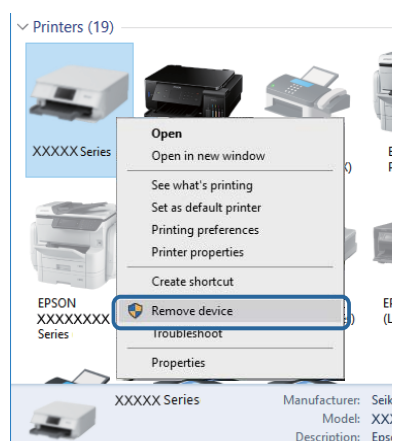 Printers (19)
XXXXX Series
Open
Open in new window
See what's printing
Set as default printer
Printing preferences
Printer properties
Create shortcut
Remove device
Troubleshoot
Properties
EPSON
XXXXXXXX
Series
XXXXX Series
Manufacturer:
Model:
Description: